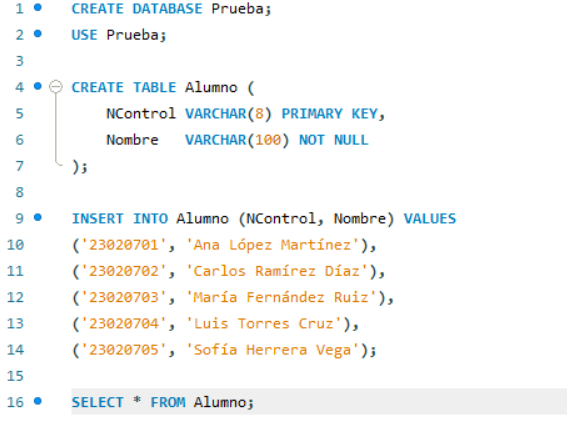 1 CREATE DATABASE Prueba;
2 USE Prueba;
3
4 CREATE TABLE Alumno (
5 NControl VARCHAR(8) PRIMARY KEY,
6 Nombre VARCHAR(100) NOT NULL
7 );
8
9 INSERT INTO Alumno (NControl, Nombre) VALUES
10 ('23020701', 'Ana López Martínez'),
11 ('23020702', 'Carlos Ramírez Díaz'),
12 ('23020703', 'María Fernández Ruiz'),
13 ('23020704', 'Luis Torres Cruz'),
14 ('23020705', 'Sofía Herrera Vega');
15
16 SELECT * FROM Alumno;